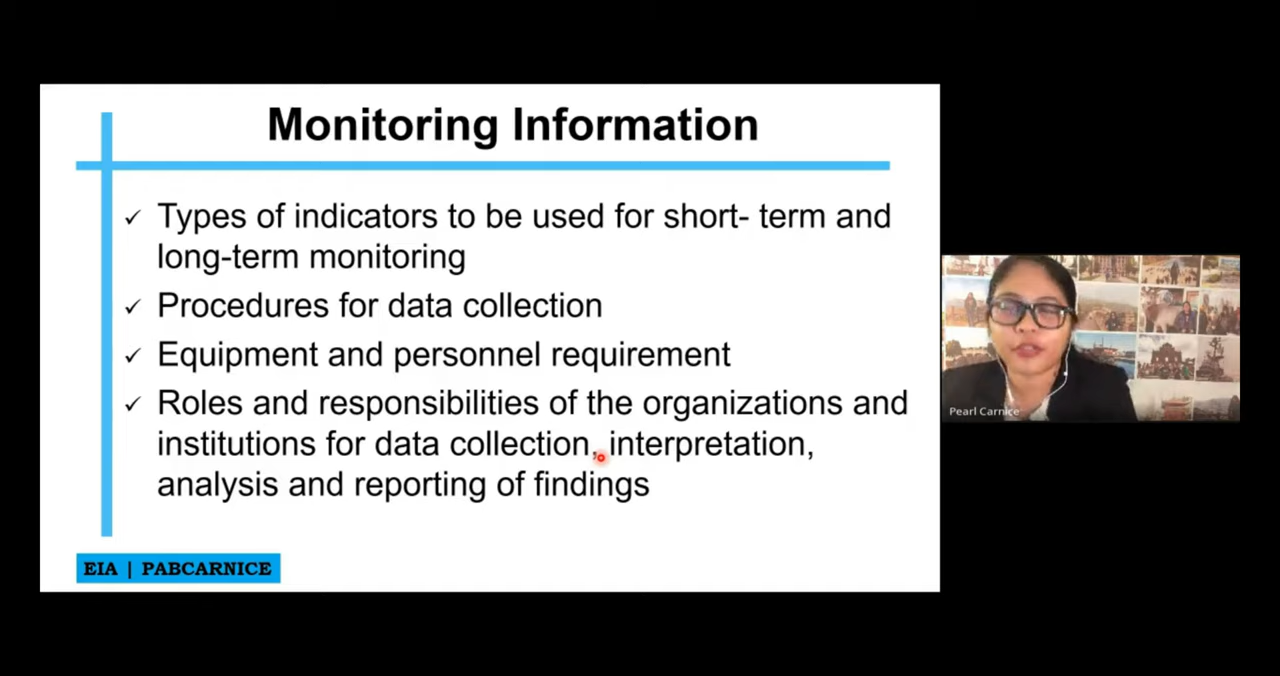 Monitoring Information
✓ Types of indicators to be used for short- term and
long-term monitoring
✓ Procedures for data collection
✓ Equipment and personnel requirement
✓ Roles and responsibilities of the organizations and
institutions for data collection, interpretation,
analysis and reporting of findings
EIA | PABCARNICE
Pearl Carnice